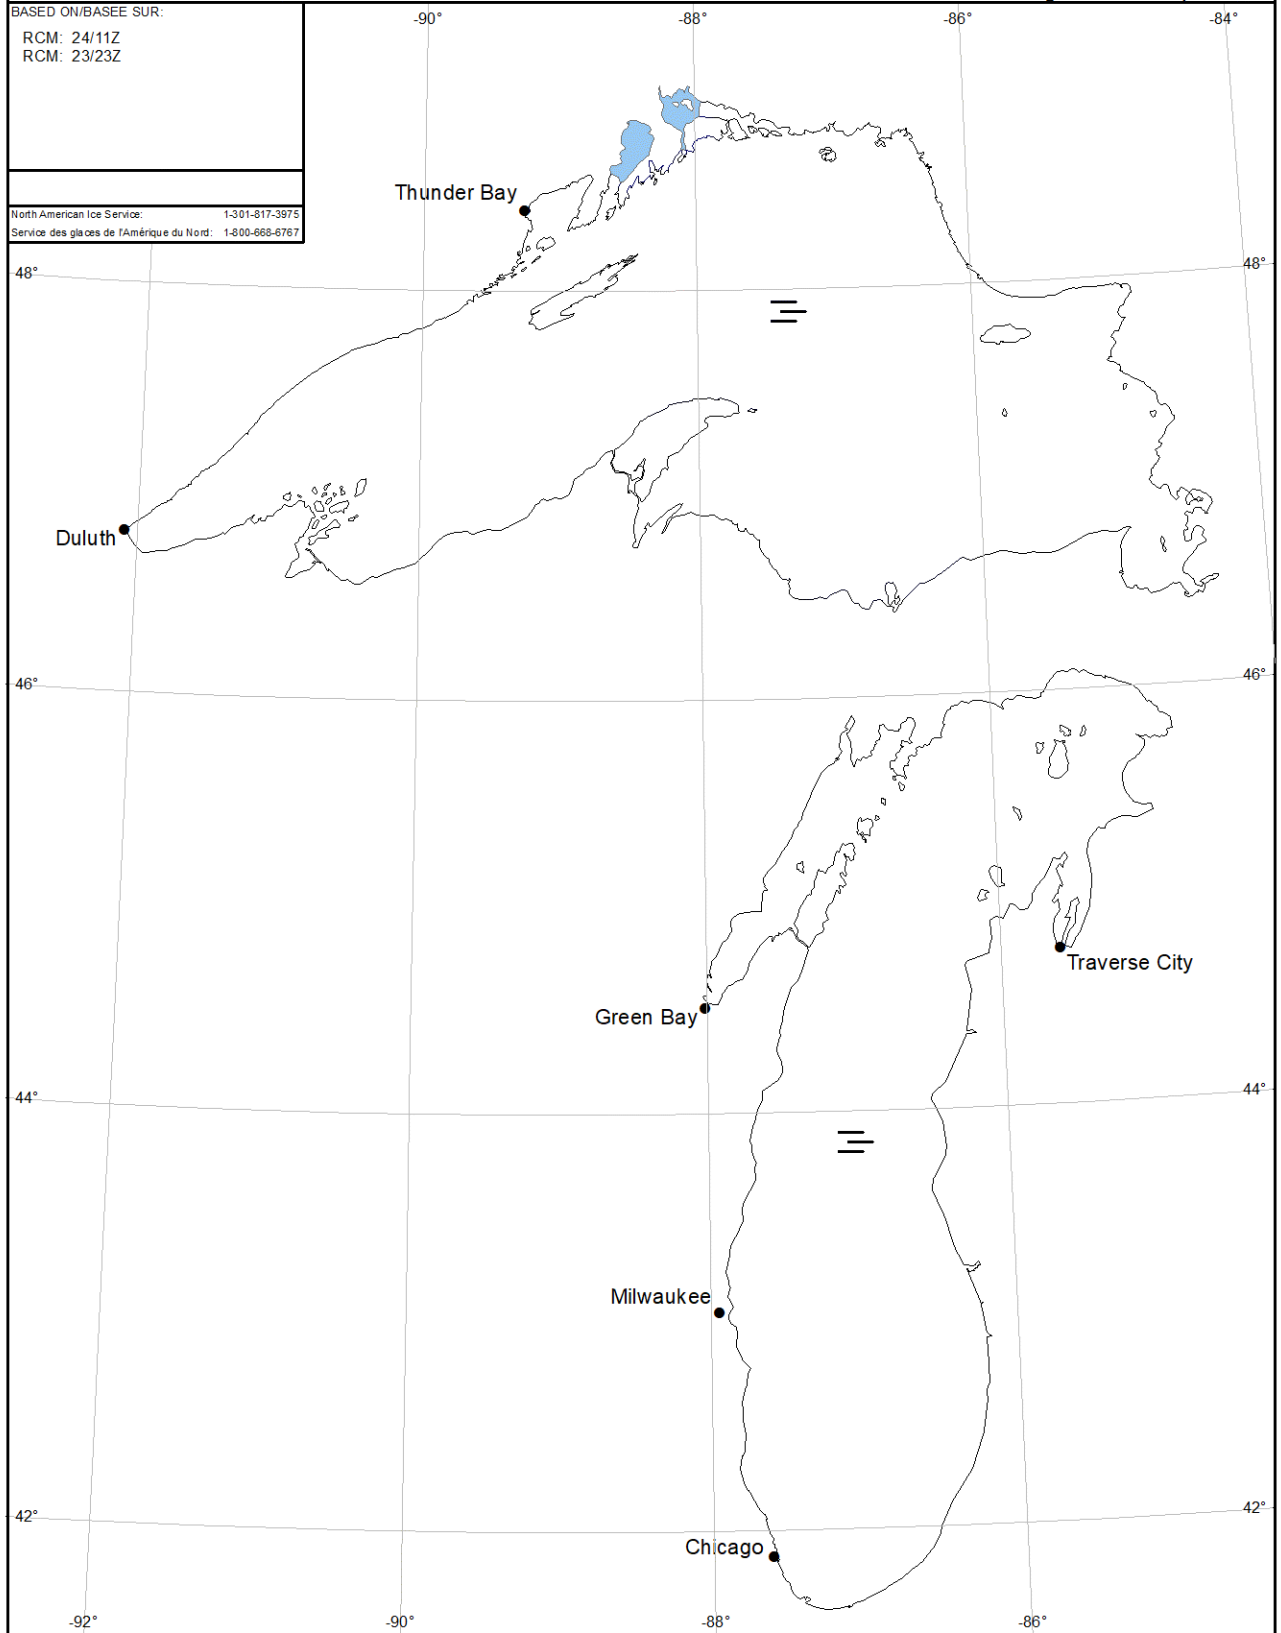 BASED ON/BASEE SUR:
RCM: 24/11Z
RCM: 23/23Z
North American Ice Service: 1-301-817-3975
Service des glaces de l'Amérique du Nord: 1-800-668-6767
-90° -88° -86° -84°
Thunder Bay
48° 48°
Duluth
46° 46°
Traverse City
Green Bay
44° 44°
Milwaukee
42° 42°
Chicago
-92° -90° -88° -86°